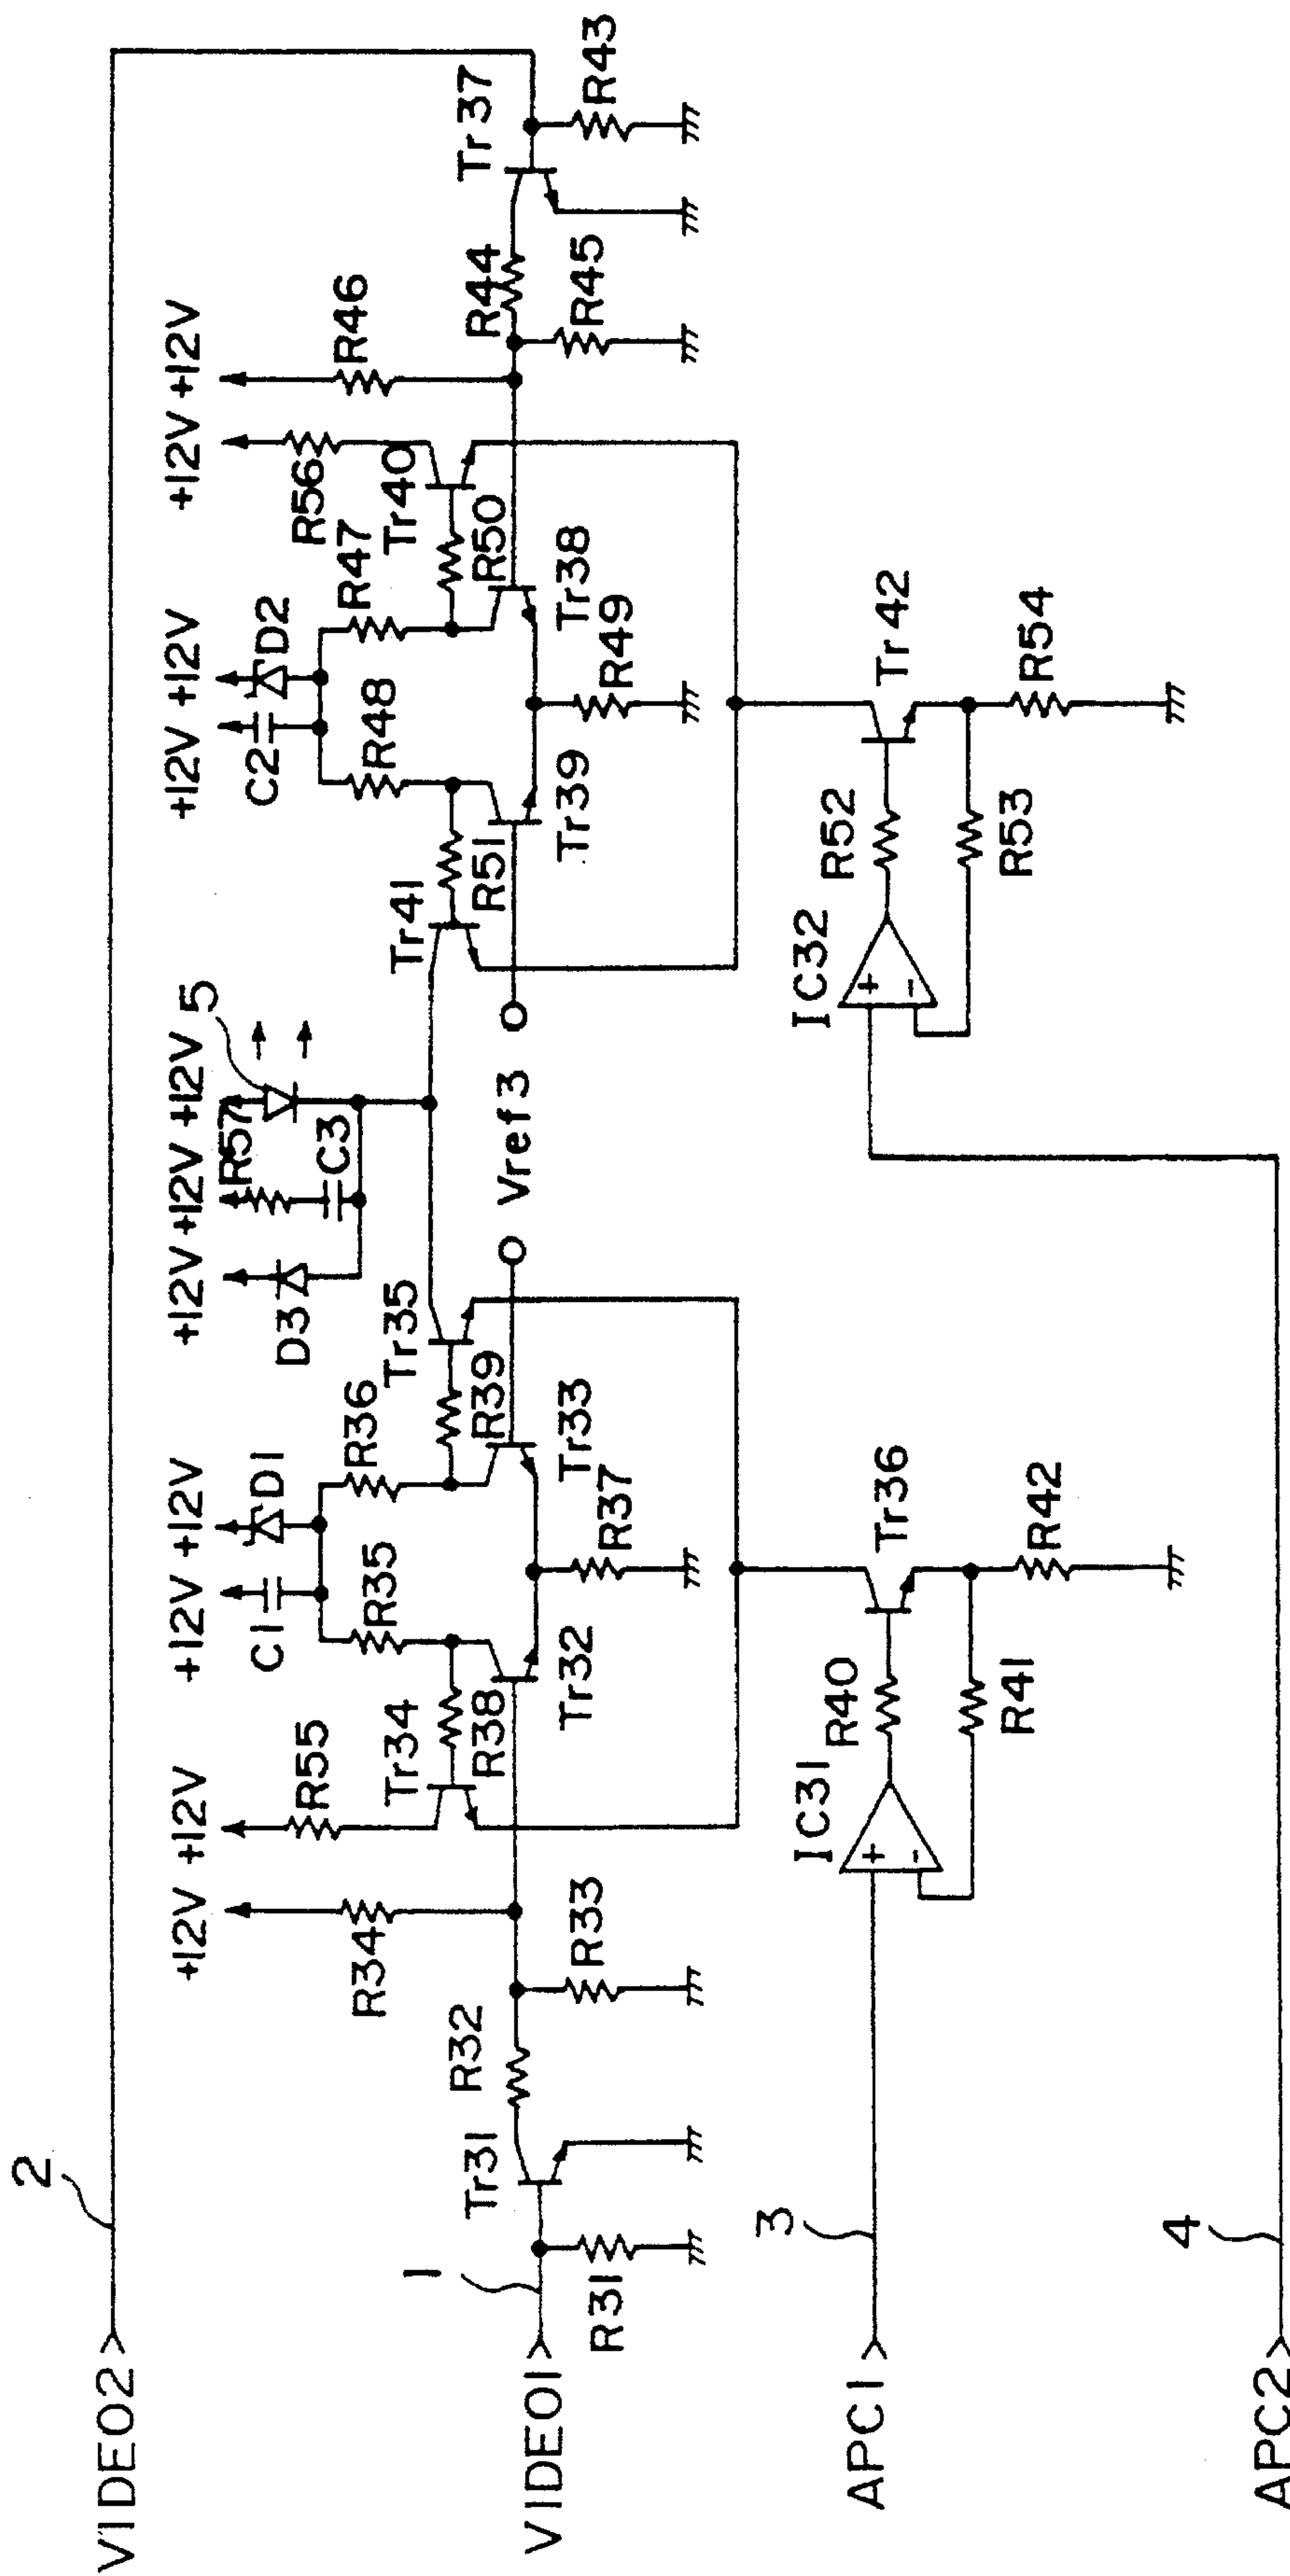 2
VIDEO2
+12V +12V
+12V +12V
+12V +12V +12V
5
+12V +12V
+12V +12V
R55
C1
D1
D3
R57
C3
C2
D2
R56
R46
R34
R35
R36
R48
R47
Tr34
Tr35
Tr41
Tr40
R32
R38
R39
Vref3
R51
R50
R44
Tr37
Tr31
1
VIDEO1
R31
R33
Tr32
R37
Tr33
Tr39
R49
Tr38
R45
R43
3
APC1
IC31
+
-
R40
Tr36
R41
R42
IC32
+
-
R52
Tr42
R53
R54
4
APC2